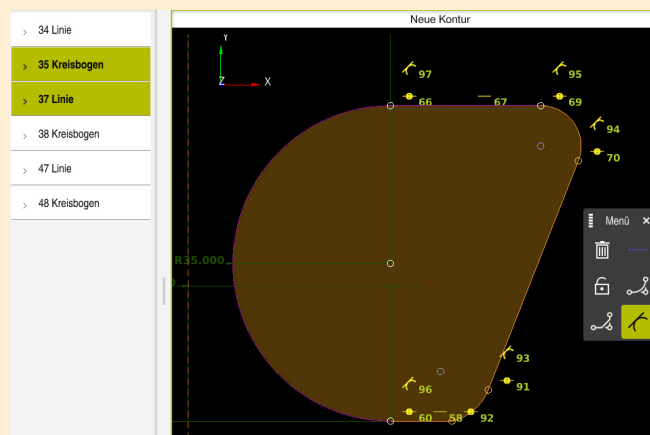 Neue Kontur
34 Linie
35 Kreisbogen
37 Linie
38 Kreisbogen
47 Linie
48 Kreisbogen
Y
Z
X
97
95
66
67
69
94
70
Menü
R35.000
0
93
96
91
60
58
92